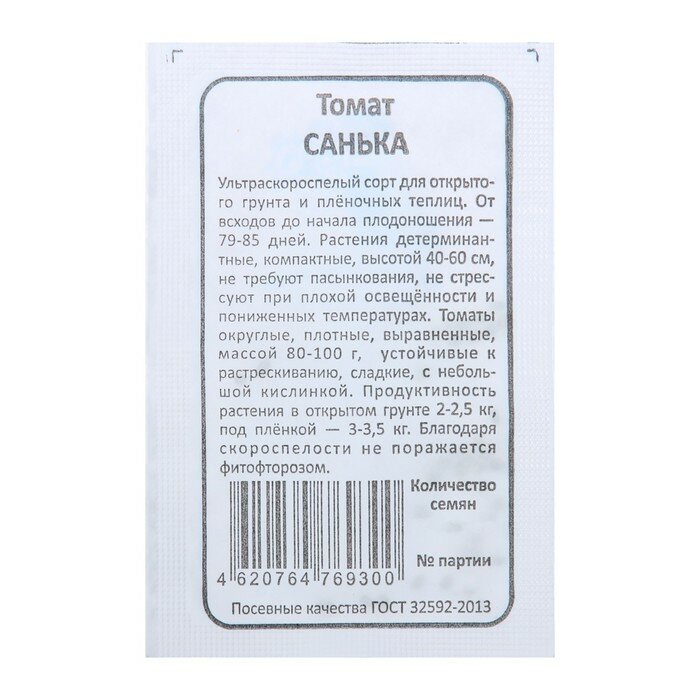 Томат
САНЬКА
Ультраскороспелый сорт для открыто-
го грунта и плёночных теплиц. От
всходов до начала плодоношения —
79-85 дней. Растения детерминант-
ные, компактные, высотой 40-60 см,
не требуют пасынкования, не стрес-
суют при плохой освещённости и
пониженных температурах. Томаты
округлые, плотные, выравненные,
массой 80-100 г, устойчивые к
растрескиванию, сладкие, с неболь-
шой кислинкой. Продуктивность
растения в открытом грунте 2-2,5 кг,
под плёнкой — 3-3,5 кг. Благодаря
скороспелости не поражается
фитофторозом.
Количество
семян
№ партии
4 620764 769300
Посевные качества ГОСТ 32592-2013